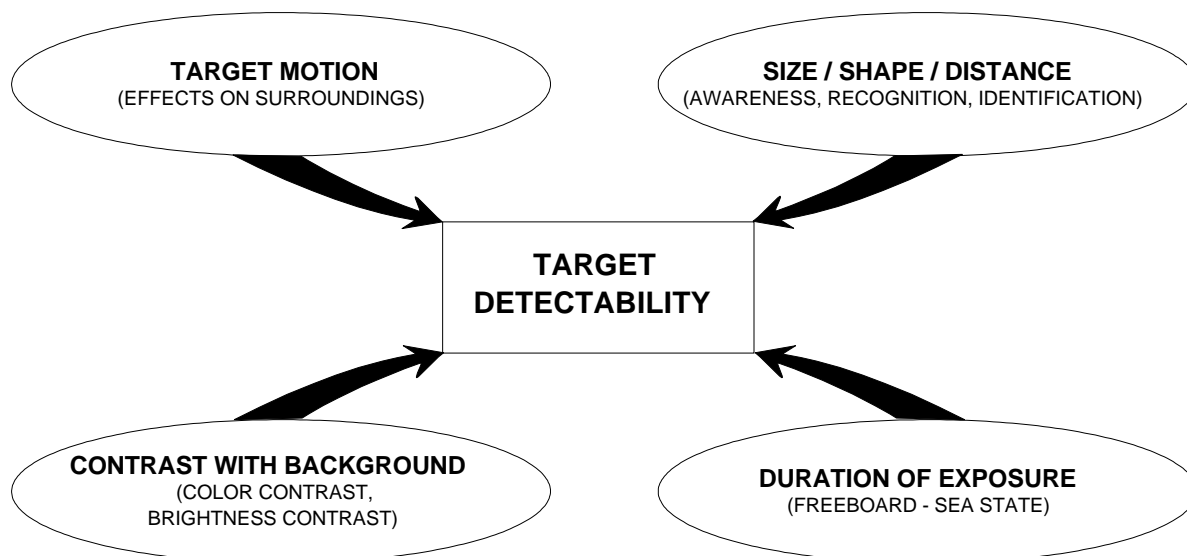 TARGET MOTION
(EFFECTS ON SURROUNDINGS)
SIZE / SHAPE / DISTANCE
(AWARENESS, RECOGNITION, IDENTIFICATION)
TARGET
DETECTABILITY
CONTRAST WITH BACKGROUND
(COLOR CONTRAST,
BRIGHTNESS CONTRAST)
DURATION OF EXPOSURE
(FREEBOARD - SEA STATE)